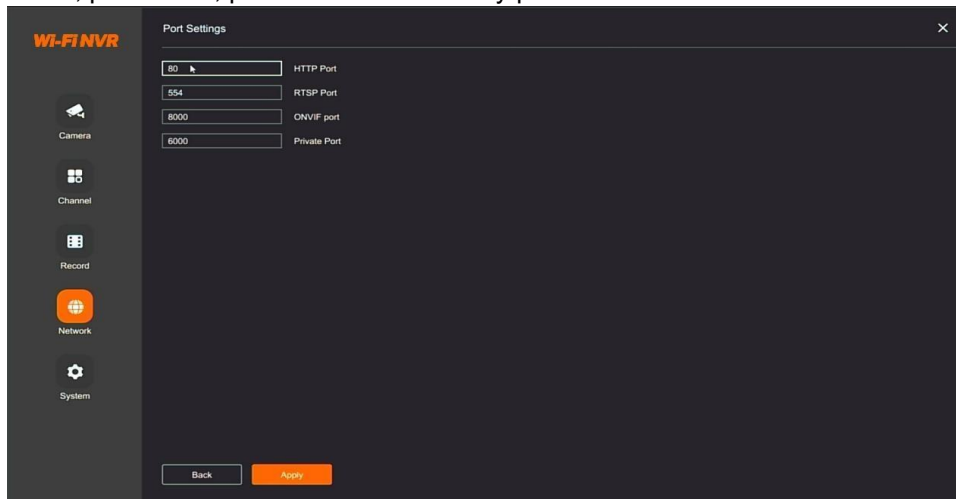 Wi-Fi NVR
Port Settings
80 HTTP Port
554 RTSP Port
8000 ONVIF port
6000 Private Port
Camera
Channel
Record
Network
System
Back
Apply